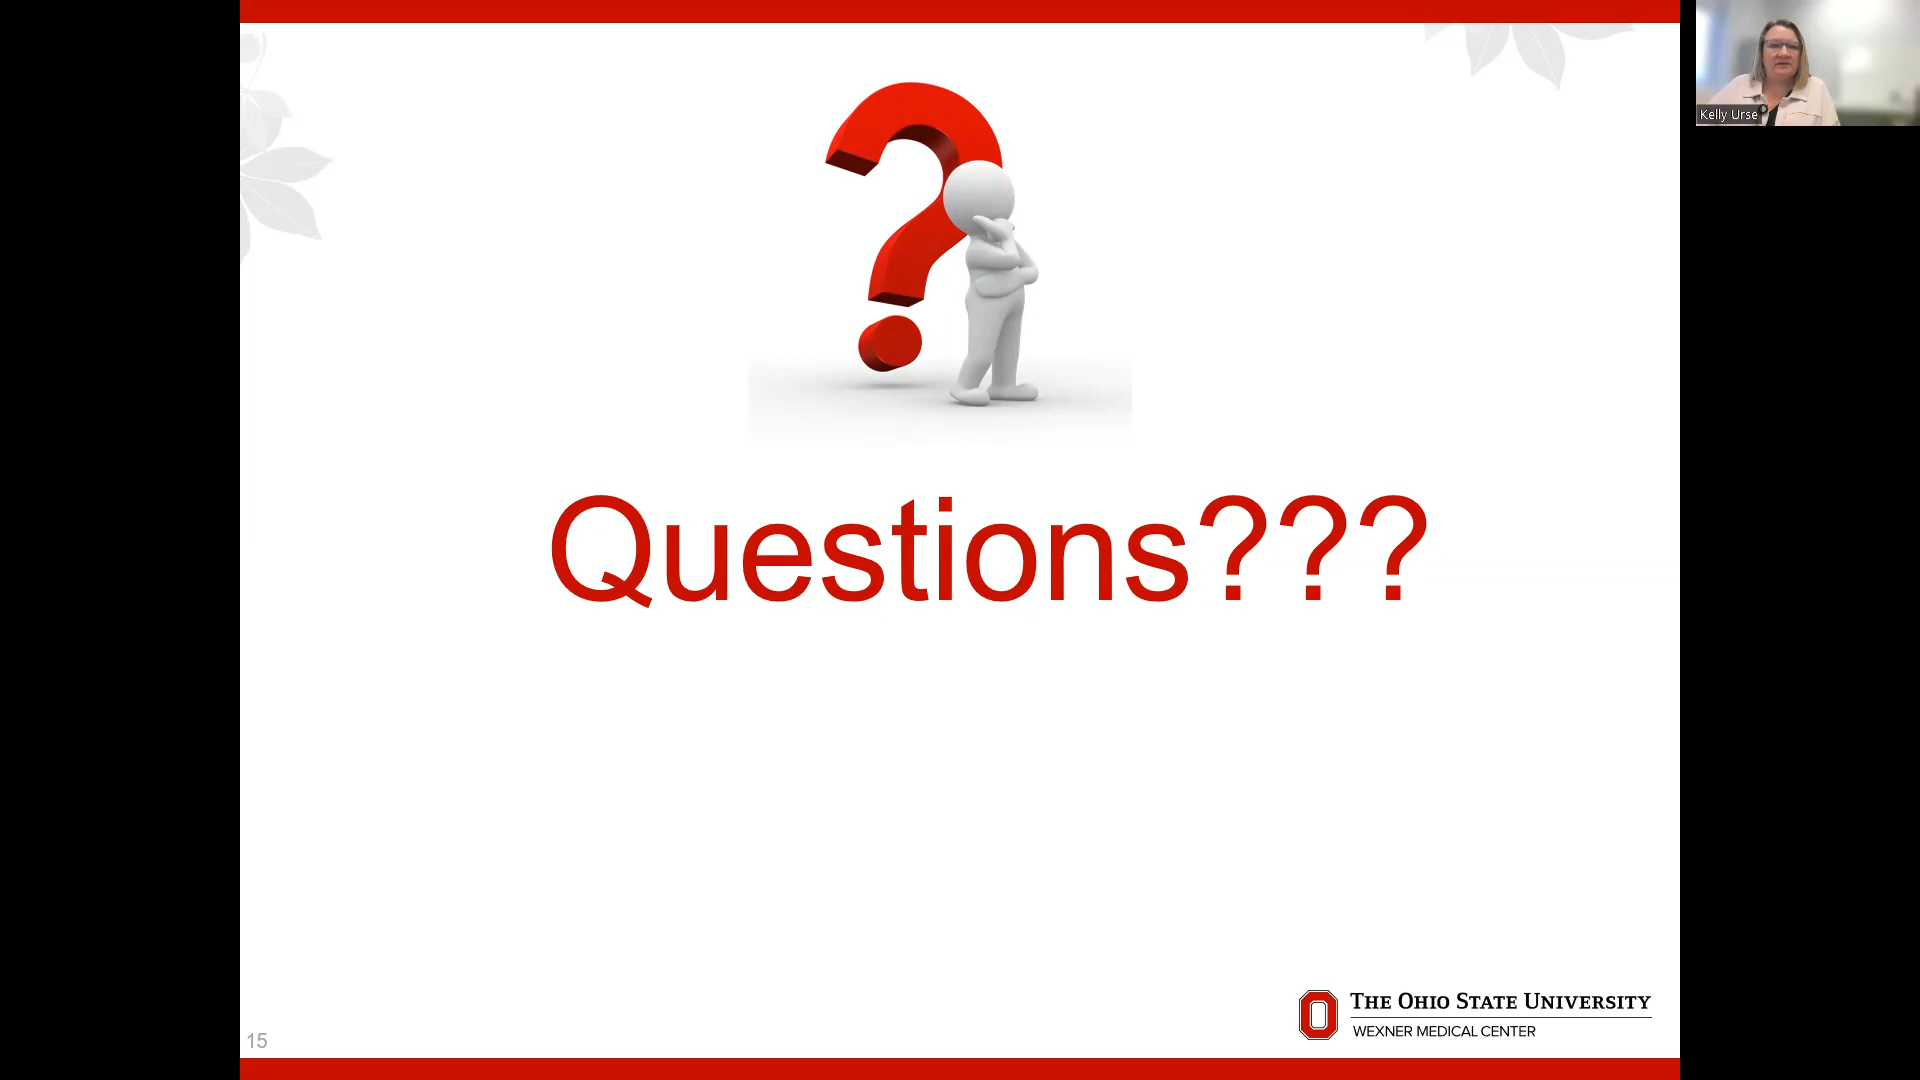 Kelly Urse
Questions???
THE OHIO STATE UNIVERSITY
WEXNER MEDICAL CENTER
15